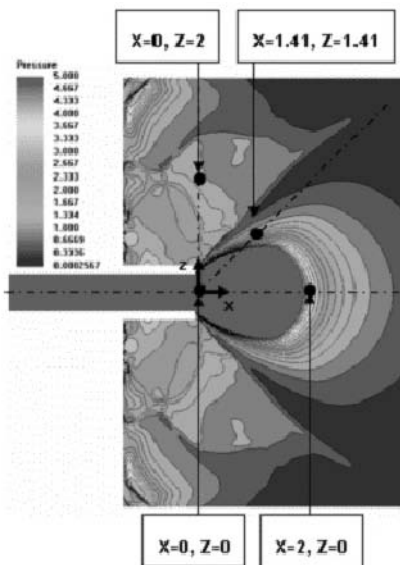 X=0, Z=2
X=1.41, Z=1.41
Pressure
5.000
4.667
4.333
4.000
3.667
3.333
3.000
2.667
2.333
2.000
1.667
1.334
1.000
0.6669
0.3336
0.0002567
Z
X
X=0, Z=0
X=2, Z=0